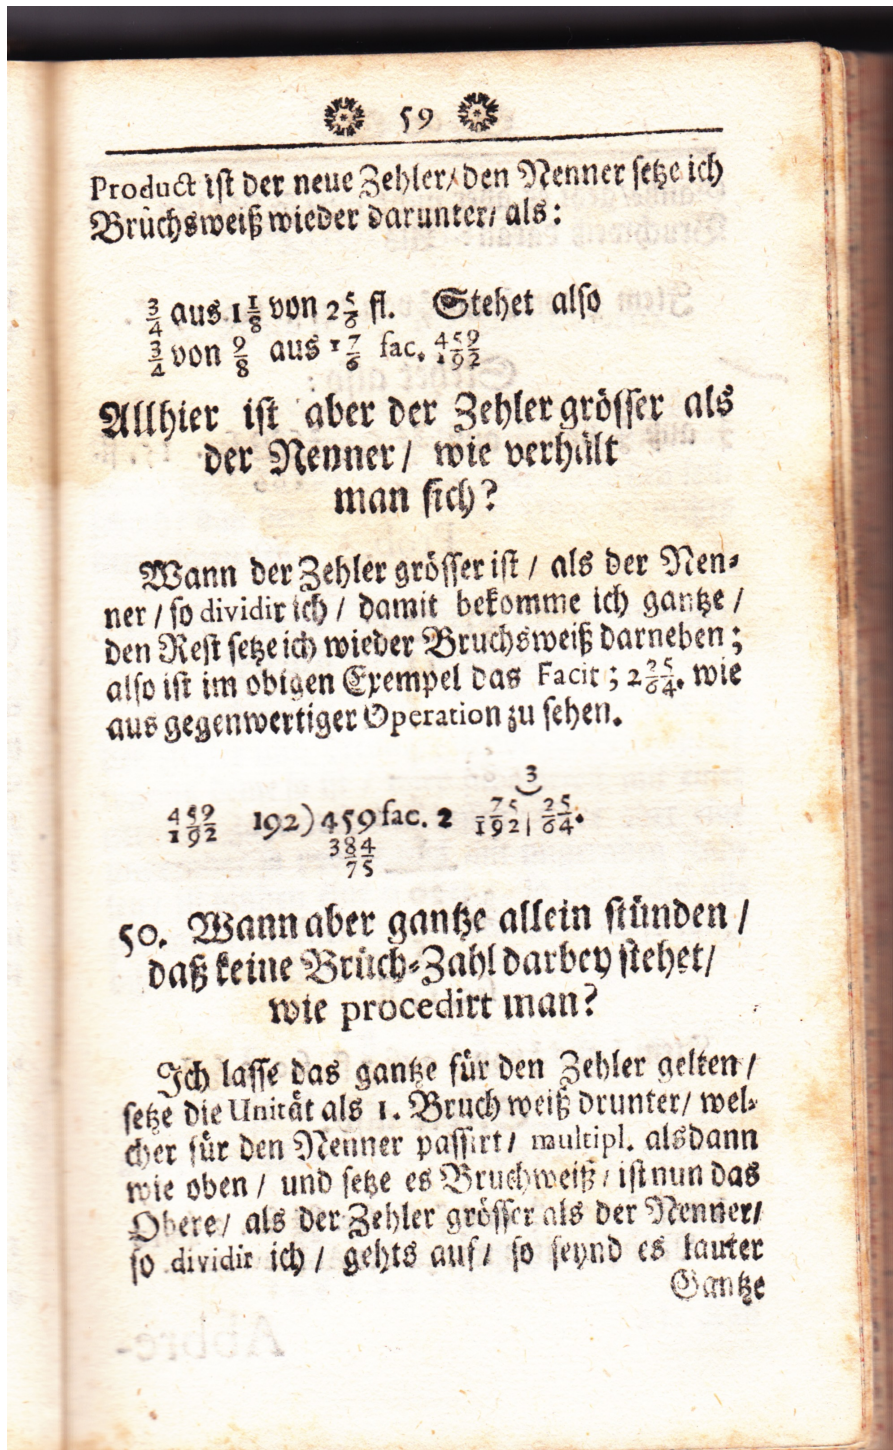 59
Product ist der neue Zehler/ den Nenner setze ich
Brüchsweiß wieder darunter/ als:
3/4 aus 1 1/8 von 2 5/6 fl. Stehet also
3/4 von 9/8 aus 17/6 fac. 459/192
Allhier ist aber der Zehler grösser als
der Nenner/ wie verhält
man sich?
Wann der Zehler grösser ist / als der Nen-
ner / so dividir ich / damit bekomme ich gantze /
den Rest setze ich wieder Bruchsweiß darneben;
also ist im obigen Exempel das Facit; 2 25/64. wie
aus gegenwertiger Operation zu sehen.
3
459/192 192) 459 fac. 2 75/192 | 25/64.
384
75
50. Wann aber gantze allein stünden /
daß keine Brüch-Zahl darbey stehet/
wie procedirt man?
Ich lasse das gantze für den Zehler gelten /
setze die Unität als 1. Bruch weiß drunter/ wel-
cher für den Nenner passirt / multipl. alsdann
wie oben / und setze es Bruchweiß / ist nun das
Obere / als der Zehler grösser als der Nenner/
so dividir ich / gehts auf / so seynd es lauter
Gantze